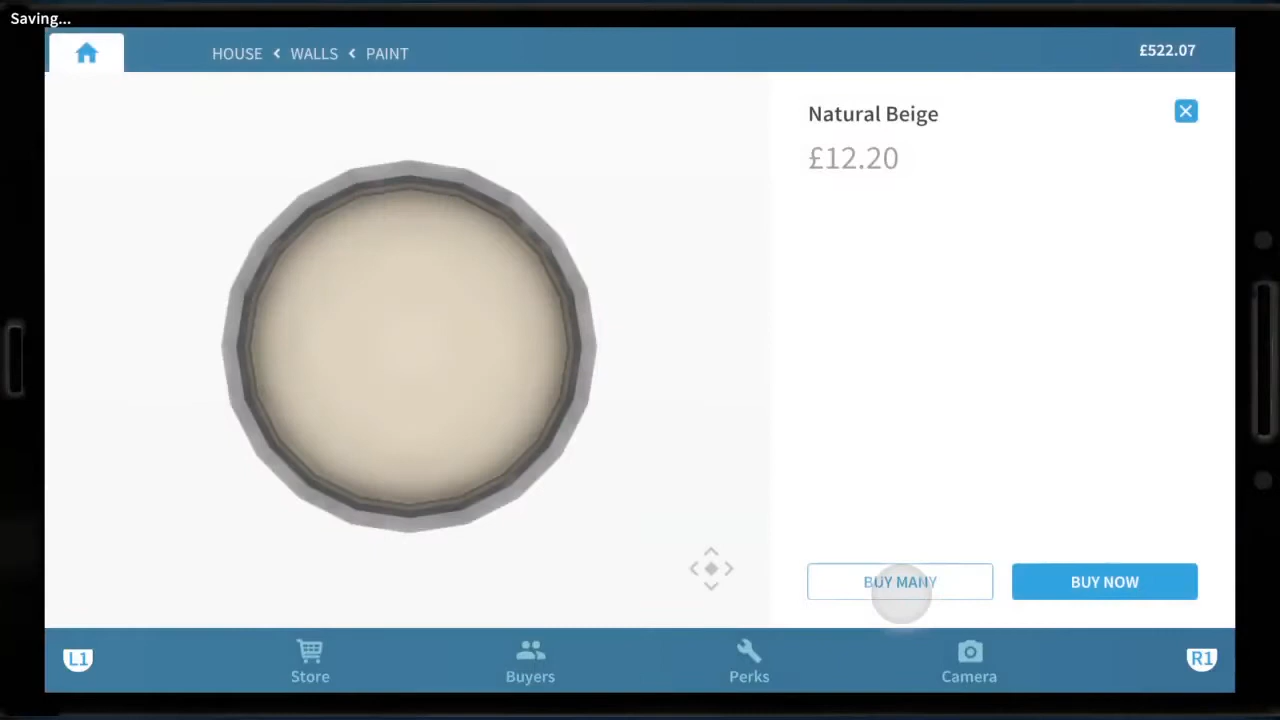 Saving...
HOUSE < WALLS < PAINT
£522.07
Natural Beige
£12.20
BUY MANY
BUY NOW
L1
Store
Buyers
Perks
Camera
R1